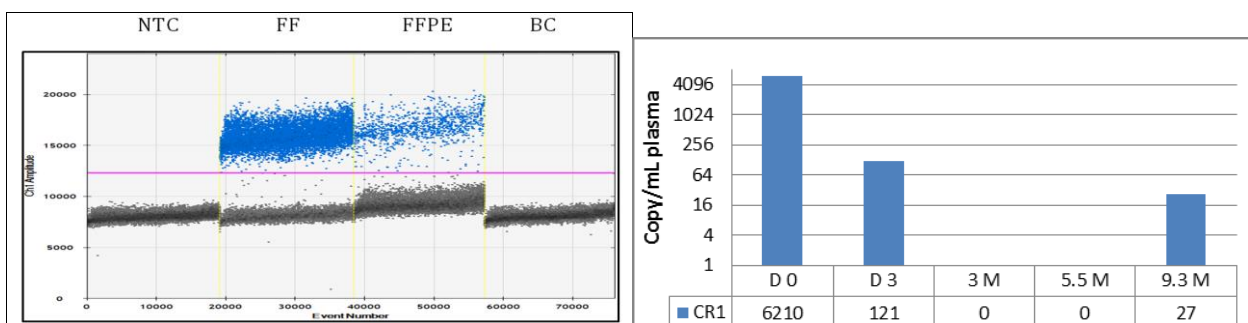 NTC FF FFPE BC
20000
15000
10000
5000
0
Ch1 Amplitude
0 10000 20000 30000 40000 50000 60000 70000
Event Number
Copy/mL plasma
4096
1024
256
64
16
4
1
D 0 D 3 3 M 5.5 M 9.3 M
CR1 6210 121 0 0 27